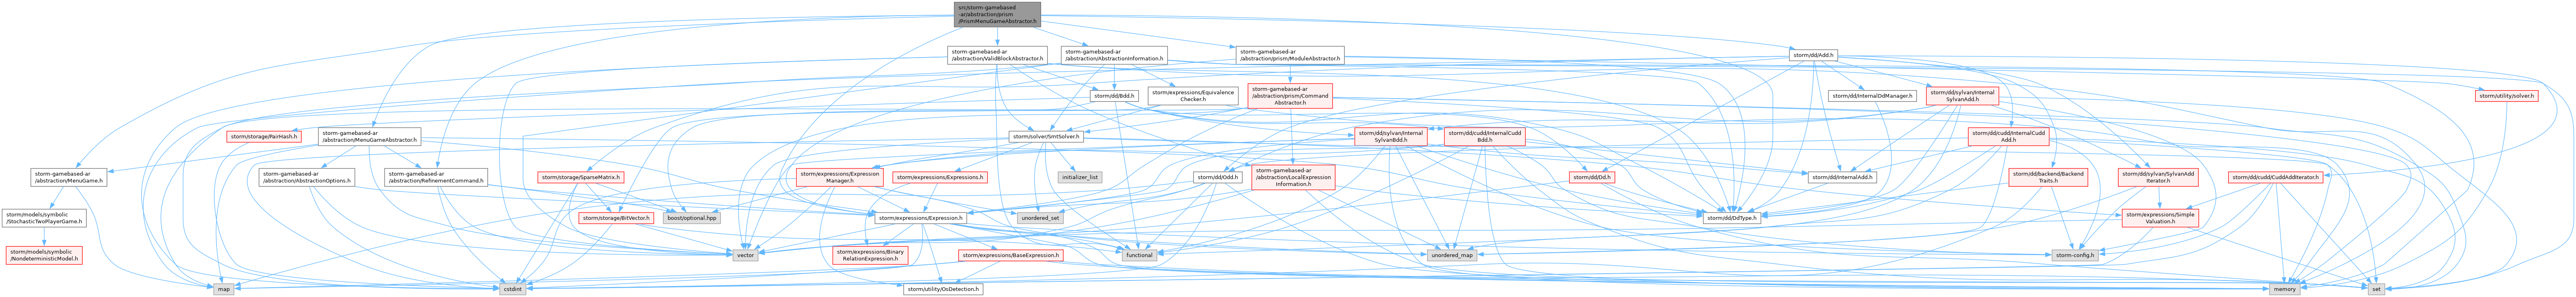 src/storm-gamebased
-ar/abstraction/prism
/PrismMenuGameAbstractor.h
storm-gamebased-ar
/abstraction/ValidBlockAbstractor.h
storm-gamebased-ar
/abstraction/AbstractionInformation.h
storm-gamebased-ar
/abstraction/prism/ModuleAbstractor.h
storm/dd/Add.h
storm/dd/Bdd.h
storm/expressions/Equivalence
Checker.h
storm-gamebased-ar
/abstraction/prism/Command
Abstractor.h
storm/dd/InternalDdManager.h
storm/dd/sylvan/Internal
SylvanAdd.h
storm/utility/solver.h
storm/storage/PairHash.h
storm-gamebased-ar
/abstraction/MenuGameAbstractor.h
storm/solver/SmtSolver.h
storm/dd/sylvan/Internal
SylvanBdd.h
storm/dd/cudd/InternalCudd
Bdd.h
storm/dd/cudd/InternalCudd
Add.h
storm-gamebased-ar
/abstraction/MenuGame.h
storm-gamebased-ar
/abstraction/AbstractionOptions.h
storm-gamebased-ar
/abstraction/RefinementCommand.h
storm/storage/SparseMatrix.h
initializer_list
storm/expressions/Expression
Manager.h
storm/expressions/Expressions.h
storm/dd/Odd.h
storm-gamebased-ar
/abstraction/LocalExpression
Information.h
storm/dd/Dd.h
storm/dd/InternalAdd.h
storm/dd/backend/Backend
Traits.h
storm/dd/sylvan/SylvanAdd
Iterator.h
storm/dd/cudd/CuddAddIterator.h
storm/models/symbolic
/StochasticTwoPlayerGame.h
storm/storage/BitVector.h
boost/optional.hpp
unordered_set
storm/expressions/Expression.h
storm/dd/DdType.h
storm/expressions/Simple
Valuation.h
storm/models/symbolic
/NondeterministicModel.h
vector
storm/expressions/Binary
RelationExpression.h
storm/expressions/BaseExpression.h
functional
unordered_map
storm-config.h
map
cstdint
storm/utility/OsDetection.h
memory
set